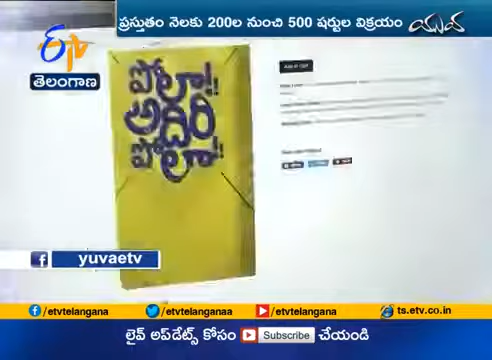 ప్రస్తుతం నెలకు 200ల నుంచి 500 షర్టుల విక్రయం
యువ
etv
తెలంగాణ
పోలా!!
అదిరి
పోలా!!
f yuvaetv
/etvtelangana
/etvtelanganaa
/etvtelangana
ts.etv.co.in
లైవ్ అప్‌డేట్స్ కోసం Subscribe చేయండి